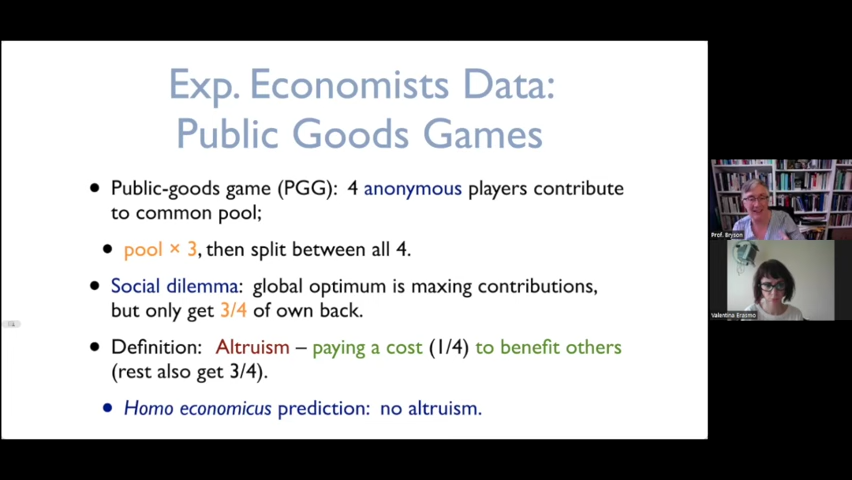 Exp. Economists Data:
Public Goods Games
• Public-goods game (PGG): 4 anonymous players contribute
to common pool;
• pool × 3, then split between all 4.
• Social dilemma: global optimum is maxing contributions,
but only get 3/4 of own back.
• Definition: Altruism – paying a cost (1/4) to benefit others
(rest also get 3/4).
• Homo economicus prediction: no altruism.
Prof. Bryson
Valentina Erasmo